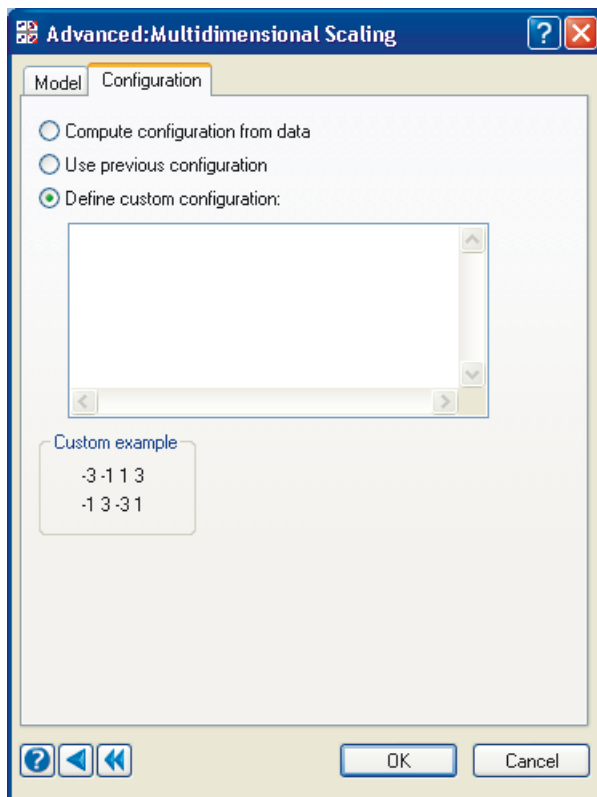 Advanced:Multidimensional Scaling
Model Configuration
Compute configuration from data
Use previous configuration
Define custom configuration:
Custom example
-3 -1 1 3
-1 3 -3 1
OK Cancel